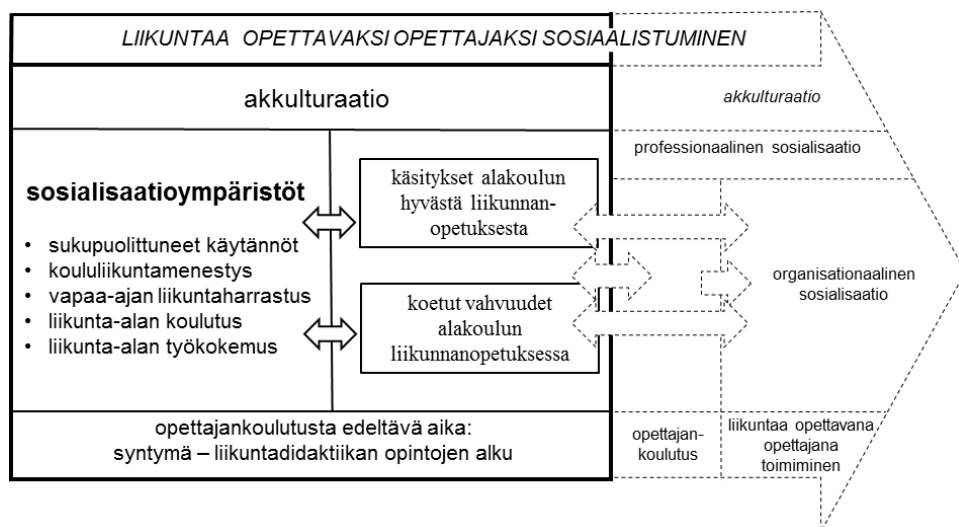 LIIKUNTAA OPETTAVAKSI OPETTAJAKSI SOSIAALISTUMINEN
akkulturaatio
akkulturaatio
professionaalinen sosialisaatio
sosialisaatioympäristöt
• sukupuolittuneet käytännöt
• koululiikuntamenestys
• vapaa-ajan liikuntaharrastus
• liikunta-alan koulutus
• liikunta-alan työkokemus
käsitykset alakoulun
hyvästä liikunnan-
opetuksesta
koetut vahvuudet
alakoulun
liikunnanopetuksessa
organisationaalinen
sosialisaatio
opettajankoulutusta edeltävä aika:
syntymä – liikuntadidaktiikan opintojen alku
opettajan-
koulutus
liikuntaa opettavana
opettajana
toimiminen